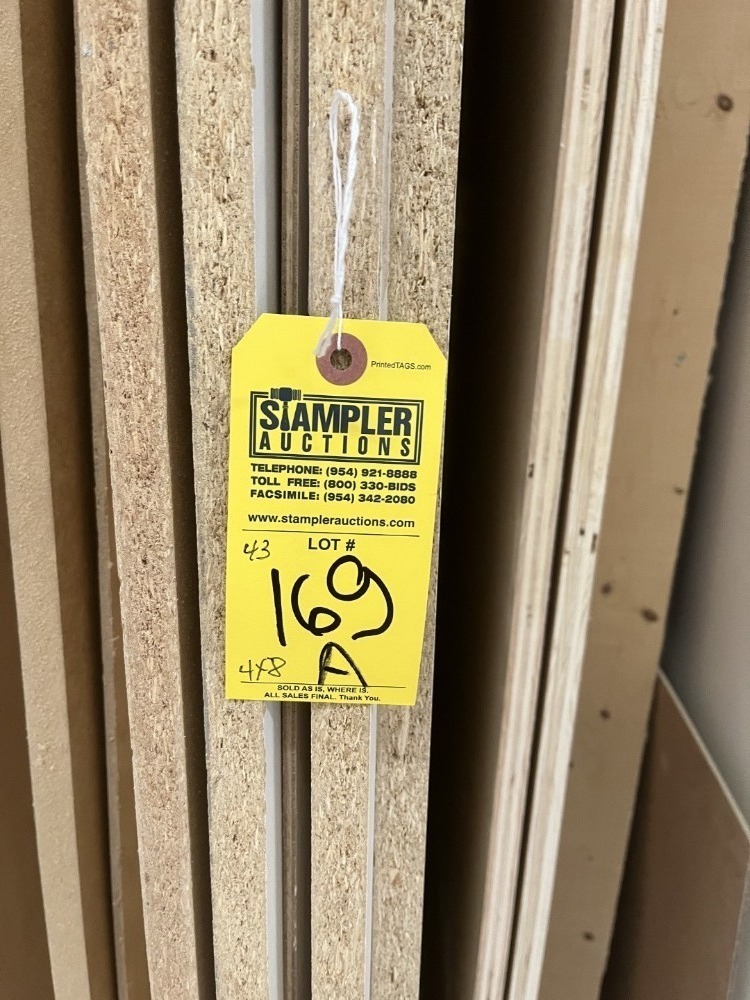 PrintedTAGS.com
STAMPLER
AUCTIONS
TELEPHONE: (954) 921-8888
TOLL FREE: (800) 330-BIDS
FACSIMILE: (954) 342-2080
www.stamplerauctions.com
43 LOT #
169
4X8 A
SOLD AS IS, WHERE IS.
ALL SALES FINAL. Thank You.